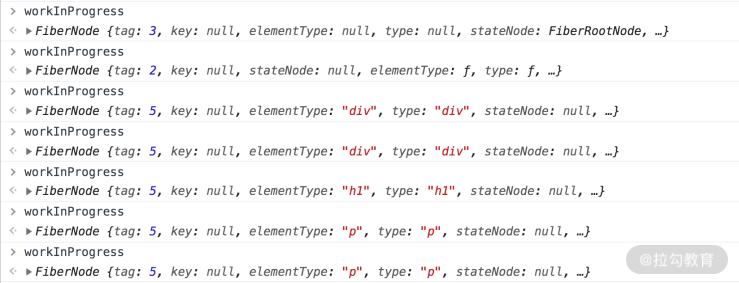 workInProgress
FiberNode {tag: 3, key: null, elementType: null, type: null, stateNode: FiberRootNode, …}
workInProgress
FiberNode {tag: 2, key: null, stateNode: null, elementType: ƒ, type: ƒ, …}
workInProgress
FiberNode {tag: 5, key: null, elementType: "div", type: "div", stateNode: null, …}
workInProgress
FiberNode {tag: 5, key: null, elementType: "div", type: "div", stateNode: null, …}
workInProgress
FiberNode {tag: 5, key: null, elementType: "h1", type: "h1", stateNode: null, …}
workInProgress
FiberNode {tag: 5, key: null, elementType: "p", type: "p", stateNode: null, …}
workInProgress
FiberNode {tag: 5, key: null, elementType: "p", type: "p", stateNode: null, …}
@拉勾教育